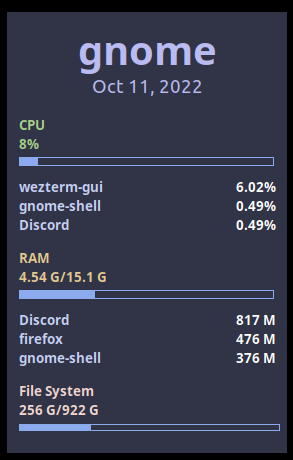 gnome
Oct 11, 2022
CPU
8%
wezterm-gui 6.02%
gnome-shell 0.49%
Discord 0.49%
RAM
4.54 G/15.1 G
Discord 817 M
firefox 476 M
gnome-shell 376 M
File System
256 G/922 G